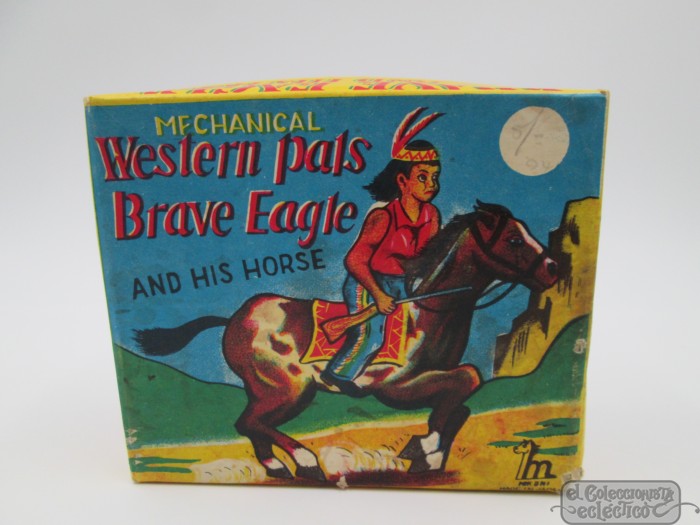 MECHANICAL
Western pals
Brave Eagle
AND HIS HORSE
m
el Coleccionista
ecléctico